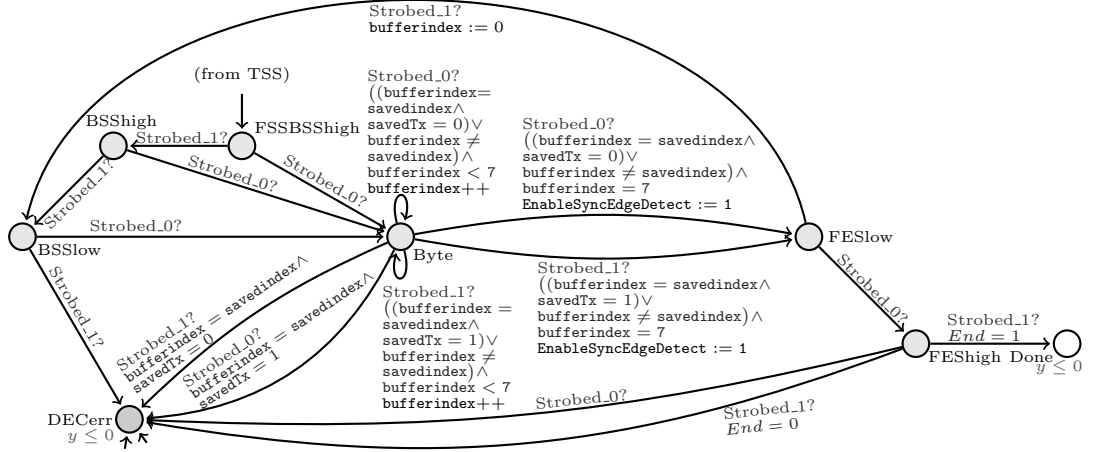 Strobed_1?
bufferindex := 0
(from TSS)
BSShigh
Strobed_1?
FSSBSShigh
Strobed_1?
Strobed_0?
Strobed_0?
Strobed_0?
((bufferindex=
savedindex∧
savedTx = 0)∨
bufferindex ≠
savedindex)∧
bufferindex < 7
bufferindex++
Strobed_0?
((bufferindex = savedindex∧
savedTx = 0)∨
bufferindex ≠ savedindex)∧
bufferindex = 7
EnableSyncEdgeDetect := 1
BSSlow
Strobed_0?
Byte
FESlow
Strobed_1?
Strobed_1?
bufferindex = savedindex∧
savedTx = 0
Strobed_0?
bufferindex = savedindex∧
savedTx = 1
Strobed_1?
((bufferindex =
savedindex∧
savedTx = 1)∨
bufferindex ≠
savedindex)∧
bufferindex < 7
bufferindex++
Strobed_1?
((bufferindex = savedindex∧
savedTx = 1)∨
bufferindex ≠ savedindex)∧
bufferindex = 7
EnableSyncEdgeDetect := 1
Strobed_0?
Strobed_1?
End = 1
FEShigh
Done
y ≤ 0
Strobed_0?
Strobed_1?
End = 0
DECerr
y ≤ 0